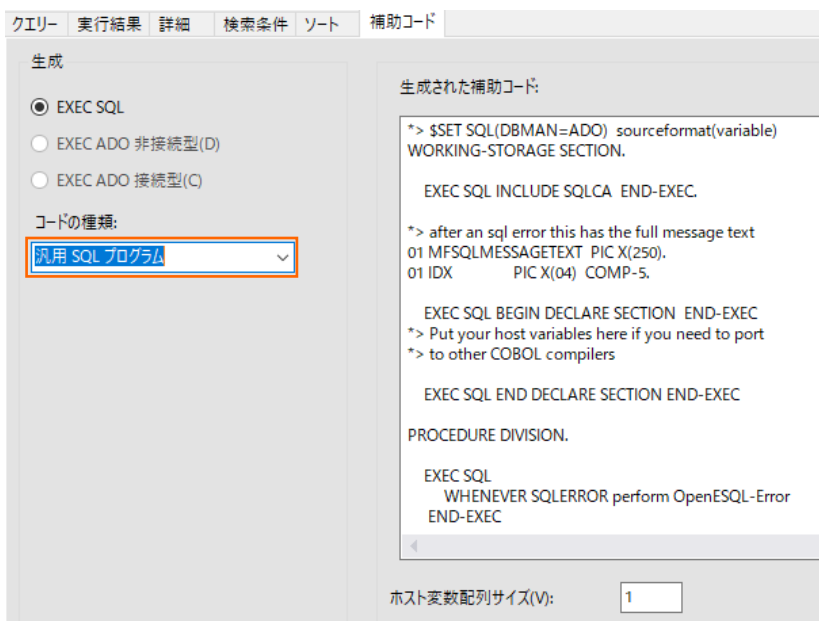 クエリー 実行結果 詳細 検索条件 ソート 補助コード
生成
EXEC SQL
EXEC ADO 非接続型(D)
EXEC ADO 接続型(C)
コードの種類:
汎用 SQL プログラム
生成された補助コード:
*> $SET SQL(DBMAN=ADO) sourceformat(variable)
WORKING-STORAGE SECTION.
EXEC SQL INCLUDE SQLCA END-EXEC.
*> after an sql error this has the full message text
01 MFSQLMESSAGETEXT PIC X(250).
01 IDX PIC X(04) COMP-5.
EXEC SQL BEGIN DECLARE SECTION END-EXEC
*> Put your host variables here if you need to port
*> to other COBOL compilers
EXEC SQL END DECLARE SECTION END-EXEC
PROCEDURE DIVISION.
EXEC SQL
WHENEVER SQLERROR perform OpenESQL-Error
END-EXEC
ホスト変数配列サイズ(V): 1